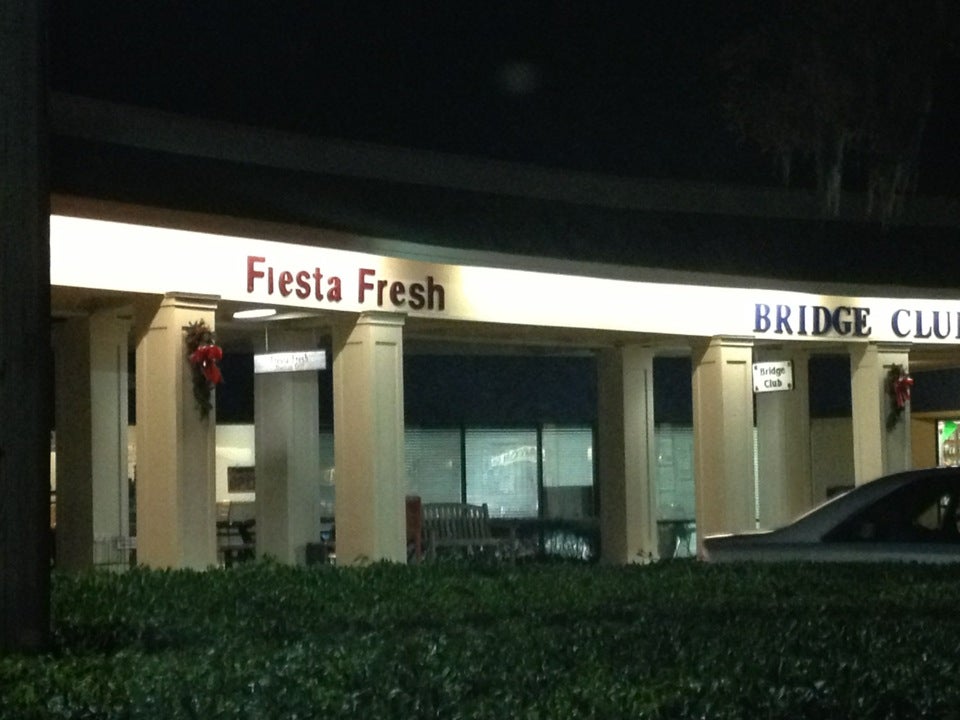 Fiesta Fresh
BRIDGE CLU
Bridge
Club